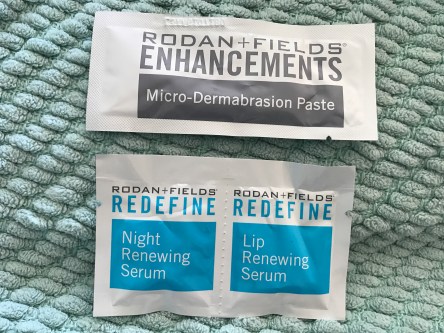 RODAN+FIELDS®
ENHANCEMENTS
Micro-Dermabrasion Paste
RODAN+FIELDS®
REDEFINE
Night
Renewing
Serum
RODAN+FIELDS®
REDEFINE
Lip
Renewing
Serum